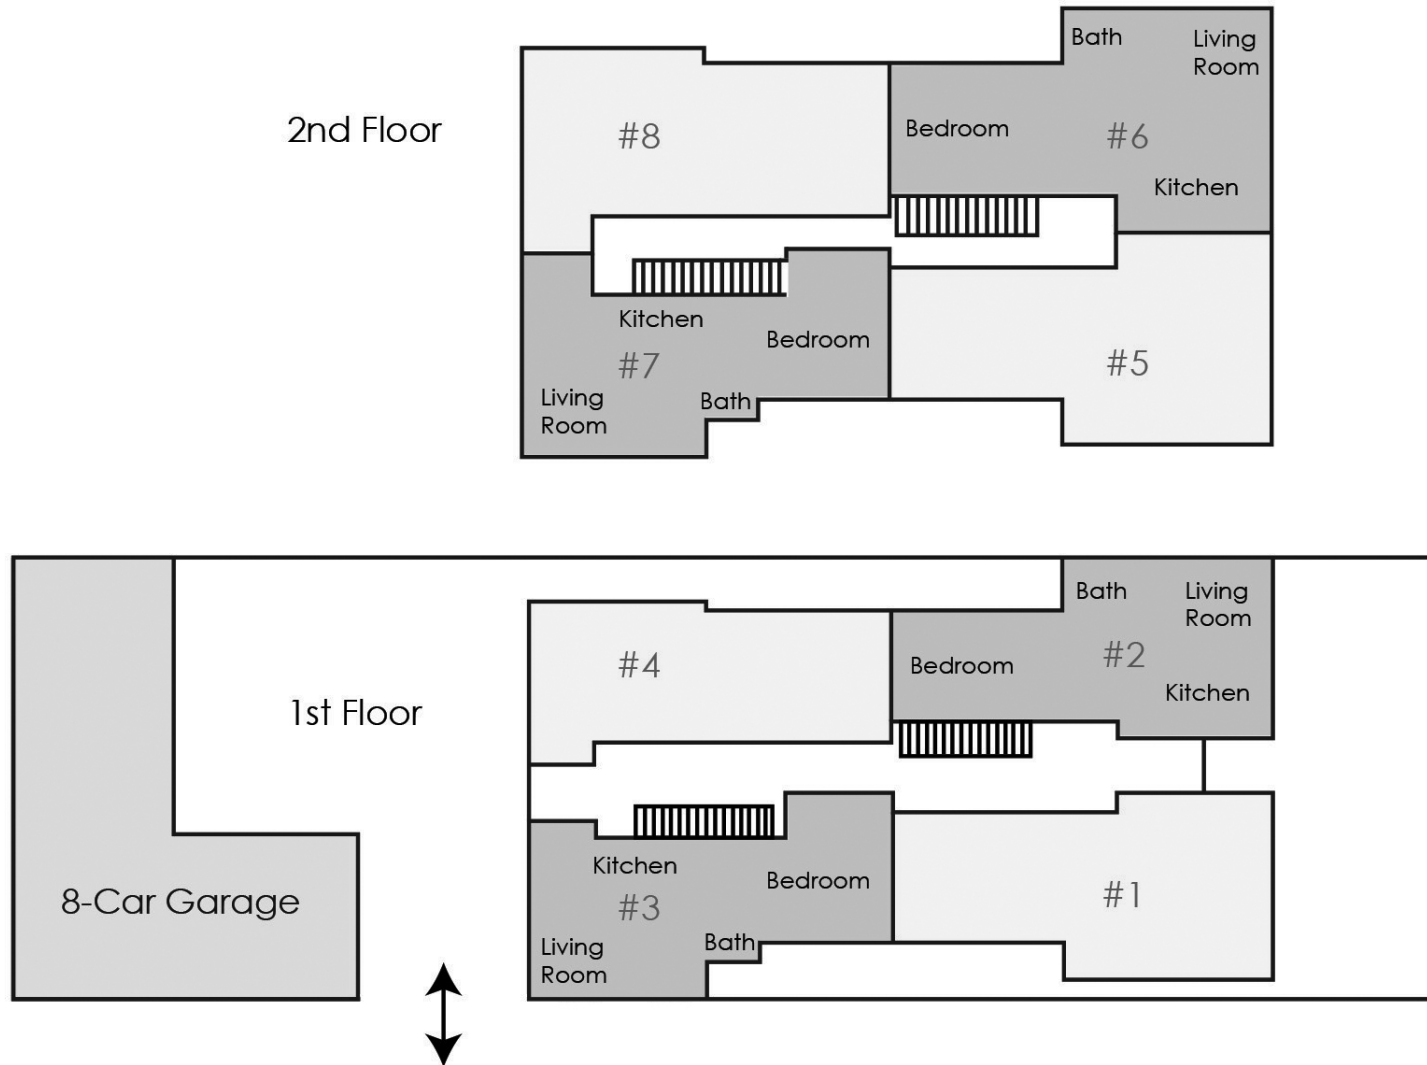 Bath
Living
Room
2nd Floor
#8
Bedroom
#6
Kitchen
Kitchen
Bedroom
#7
#5
Living
Room
Bath
Bath
Living
Room
#4
Bedroom
#2
Kitchen
1st Floor
Kitchen
Bedroom
8-Car Garage
#3
#1
Living
Room
Bath